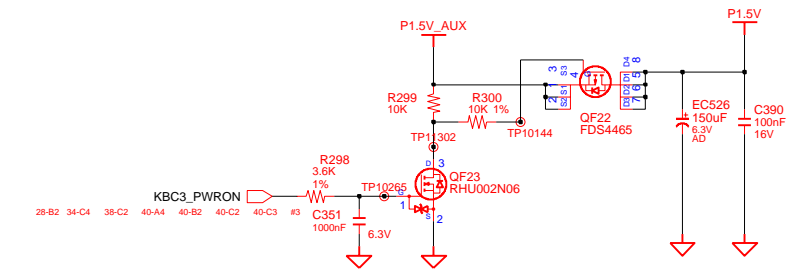 P1.5V_AUX
P1.5V
R299
10K
R300
10K 1%
TP11302
TP10144
3 S3
4 G
1 S1
2 S2
D4 8
D1 5
D2 6
D3 7
QF22
FDS4465
EC526
150uF
6.3V
AD
C390
100nF
16V
R298
3.6K
1%
TP10265
D 3
G
1
S 2
QF23
RHU002N06
KBC3_PWRON
28-B2 34-C4 38-C2 40-A4 40-B2 40-C2 40-C3 #3
C351
1000nF
6.3V